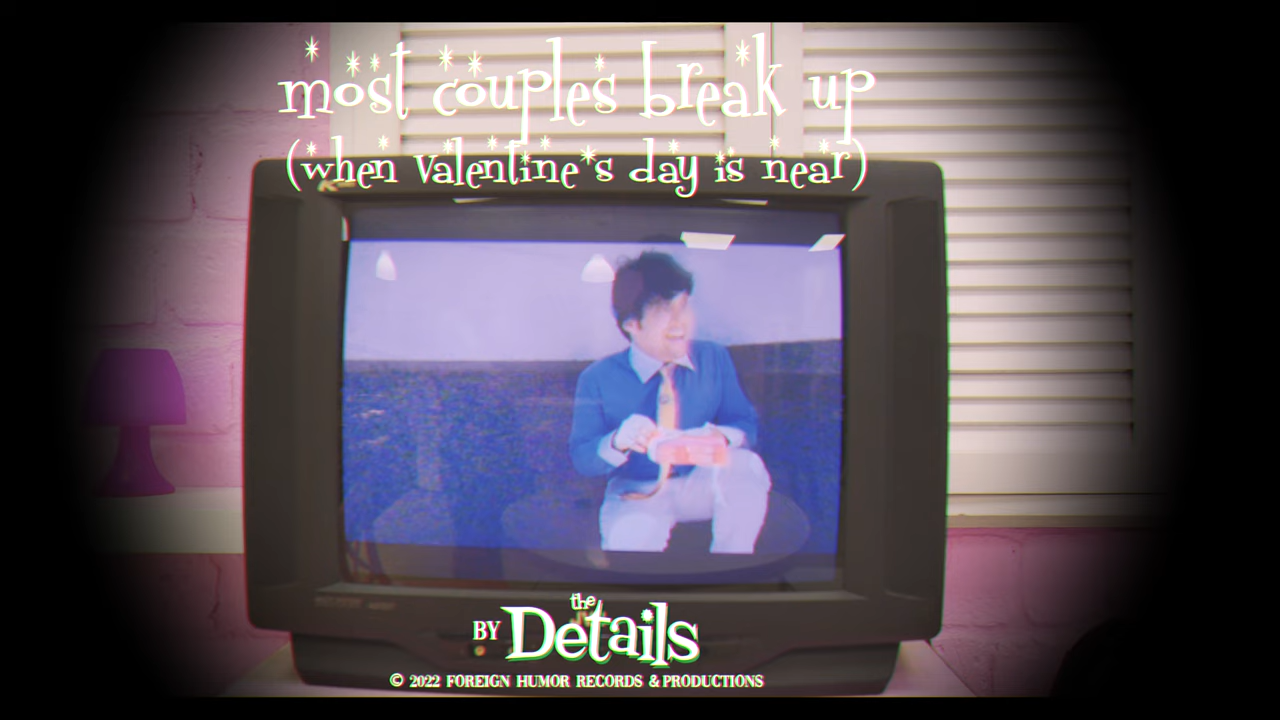 most couples break up
(when valentine's day is near)
the
BY Details
© 2022 FOREIGN HUMOR RECORDS & PRODUCTIONS